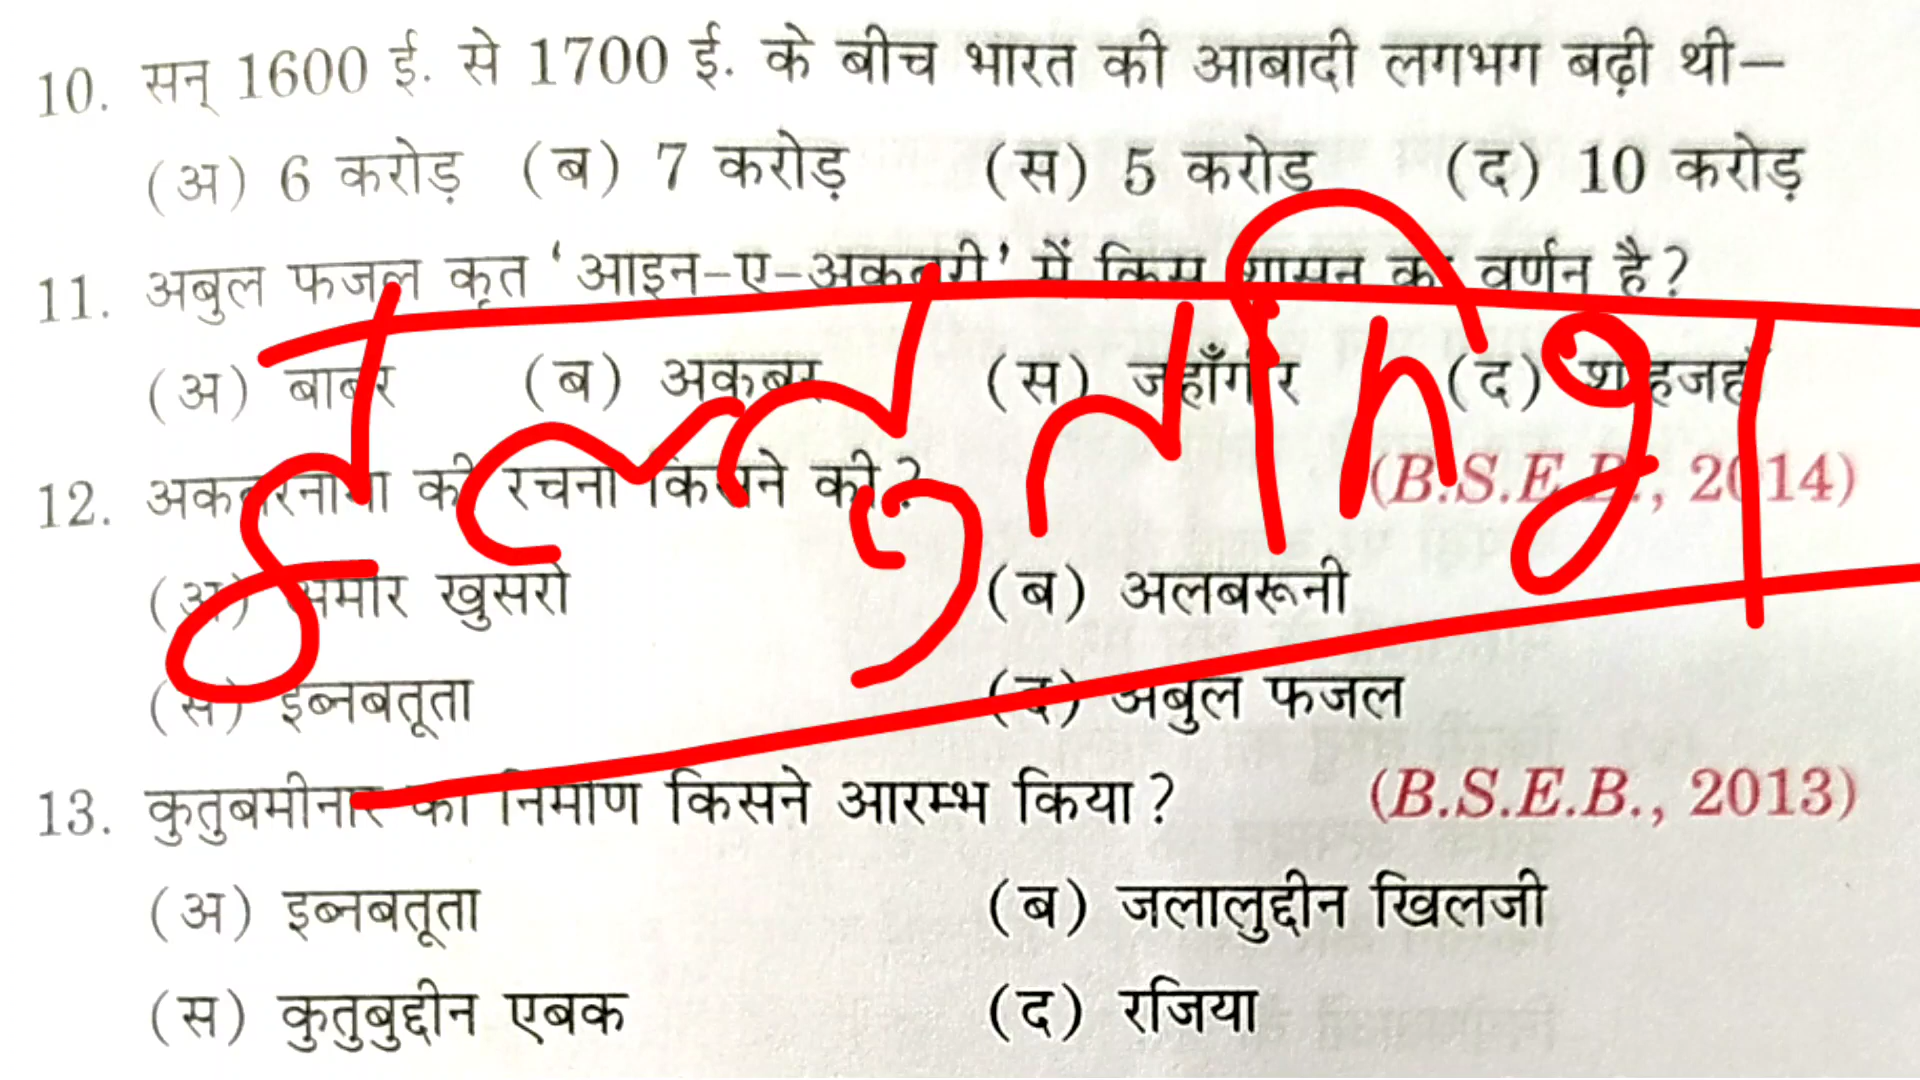 10. सन् 1600 ई. से 1700 ई. के बीच भारत की आबादी लगभग बढ़ी थी–
(अ) 6 करोड़ (ब) 7 करोड़ (स) 5 करोड़ (द) 10 करोड़
11. अबुल फजल कृत ‘आइन-ए-अकबरी’ में किस शासन का वर्णन है?
(अ) बाबर (ब) अकबर (स) जहाँगीर (द) शाहजहाँ
12. अकबरनामा की रचना किसने की? (B.S.E.B., 2014)
(अ) अमीर खुसरो (ब) अलबरूनी
(स) इब्नबतूता (द) अबुल फजल
13. कुतुबमीनार का निर्माण किसने आरम्भ किया? (B.S.E.B., 2013)
(अ) इब्नबतूता (ब) जलालुद्दीन खिलजी
(स) कुतुबुद्दीन एबक (द) रजिया